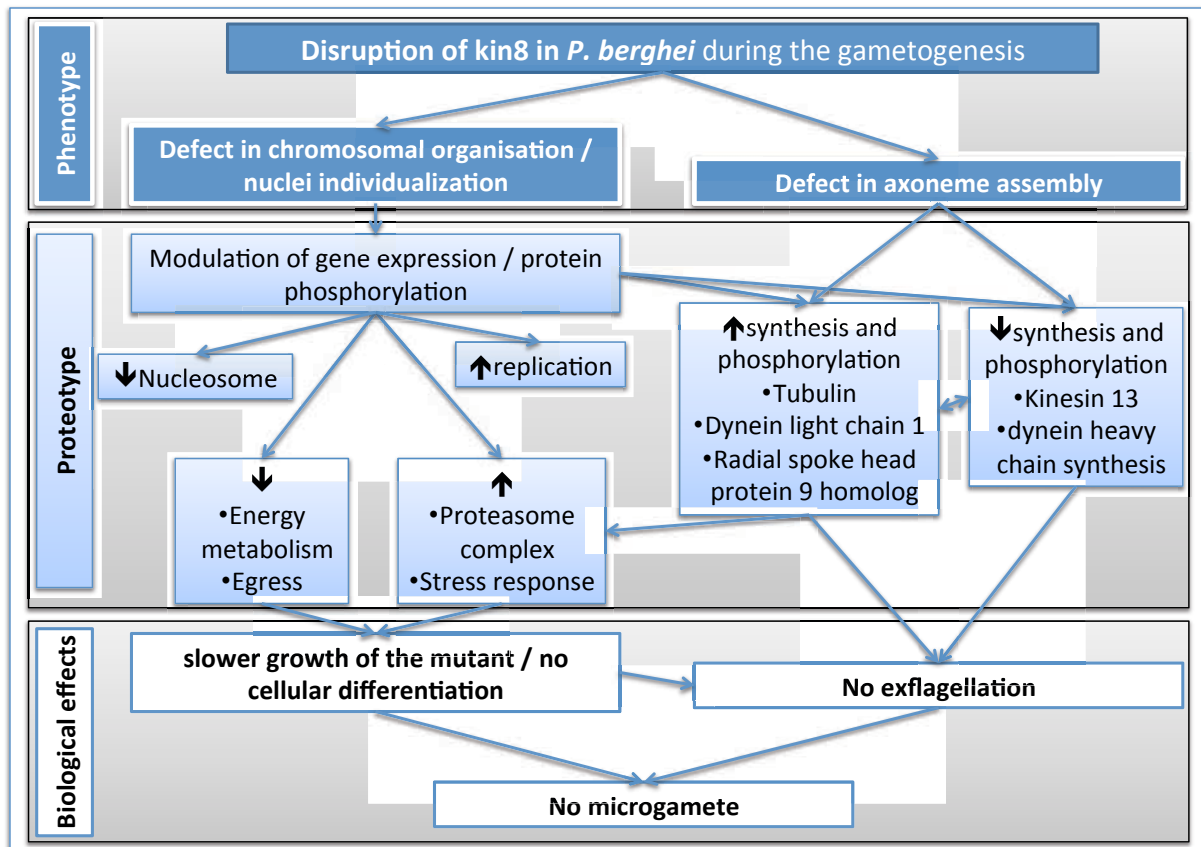 Phenotype
Disruption of kin8 in P. berghei during the gametogenesis
Defect in chromosomal organisation /
nuclei individualization
Defect in axoneme assembly
Proteotype
Modulation of gene expression / protein
phosphorylation
🡫Nucleosome
🡩replication
🡩synthesis and
phosphorylation
•Tubulin
•Dynein light chain 1
•Radial spoke head
protein 9 homolog
🡫synthesis and
phosphorylation
•Kinesin 13
•dynein heavy
chain synthesis
🡫
•Energy
metabolism
•Egress
🡩
•Proteasome
complex
•Stress response
Biological effects
slower growth of the mutant / no
cellular differentiation
No exflagellation
No microgamete